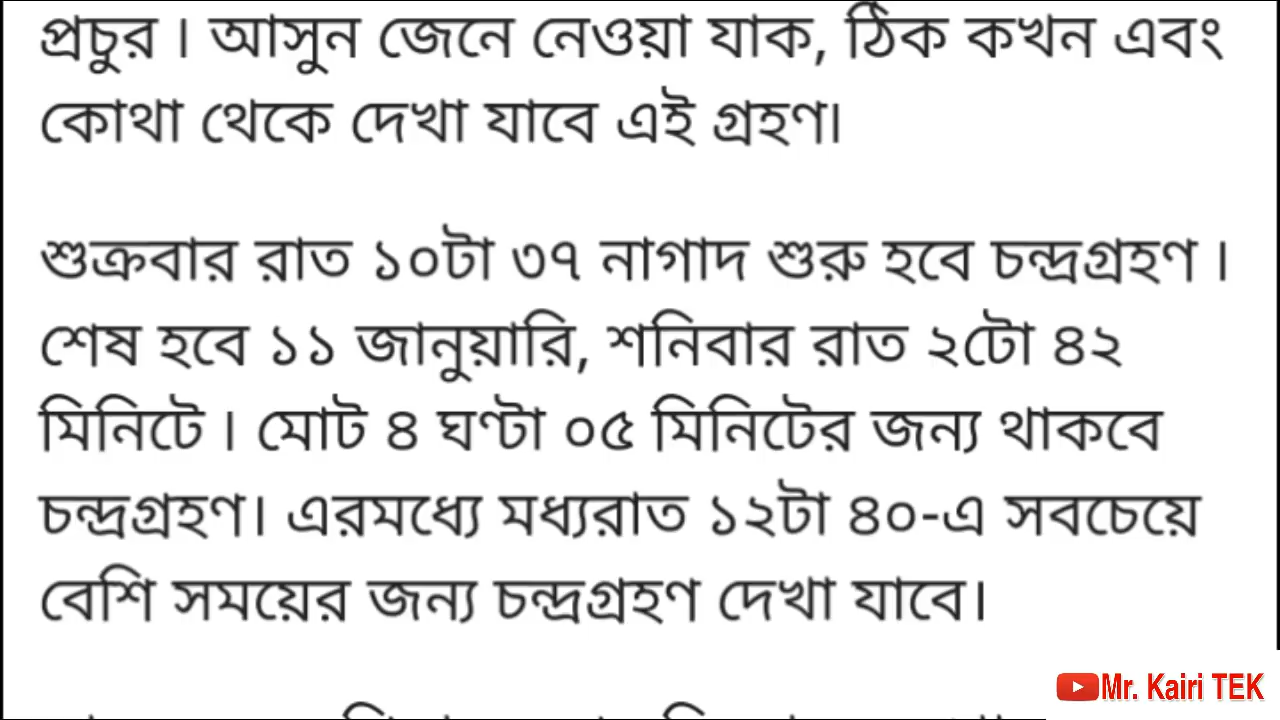 প্রচুর। আসুন জেনে নেওয়া যাক, ঠিক কখন এবং
কোথা থেকে দেখা যাবে এই গ্রহণ।
শুক্রবার রাত ১০টা ৩৭ নাগাদ শুরু হবে চন্দ্রগ্রহণ।
শেষ হবে ১১ জানুয়ারি, শনিবার রাত ২টো ৪২
মিনিটে। মোট ৪ ঘণ্টা ০৫ মিনিটের জন্য থাকবে
চন্দ্রগ্রহণ। এরমধ্যে মধ্যরাত ১২টা ৪০-এ সবচেয়ে
বেশি সময়ের জন্য চন্দ্রগ্রহণ দেখা যাবে।
Mr. Kairi TEK